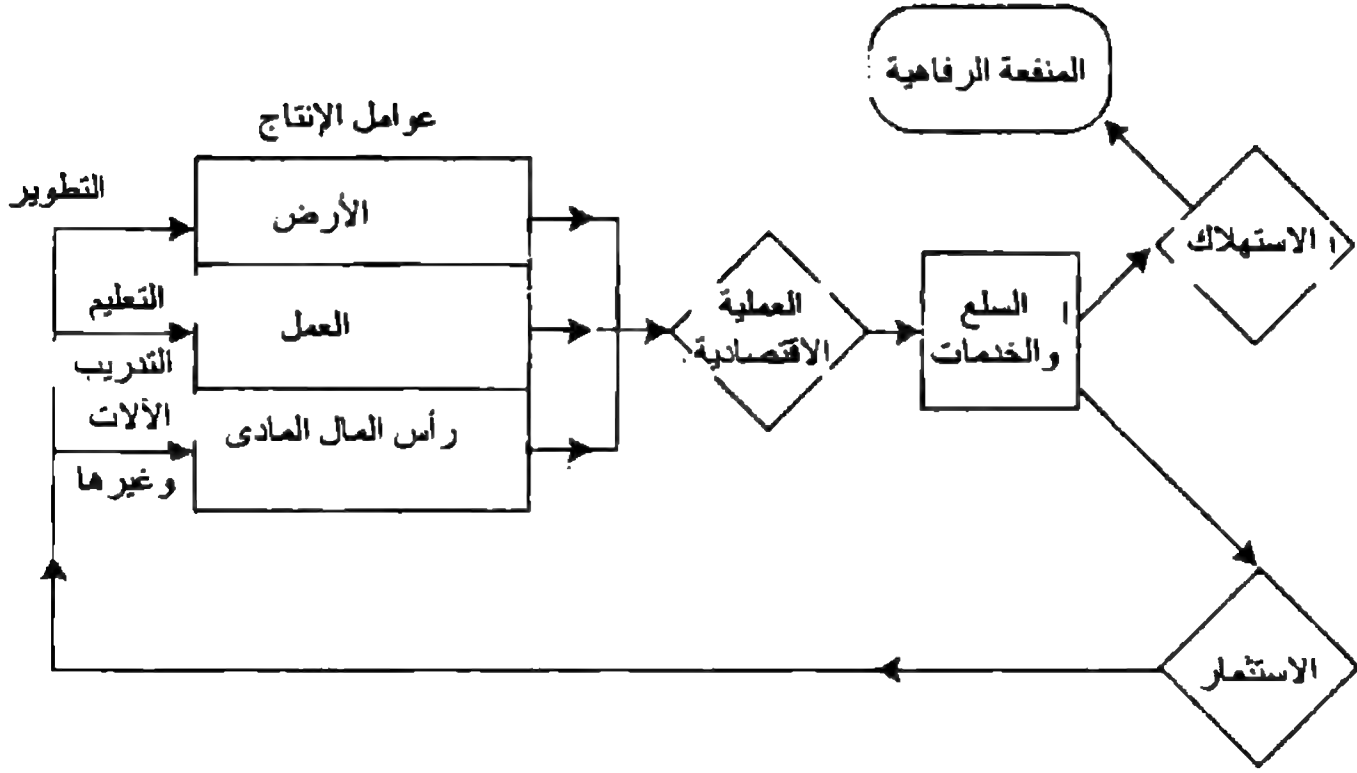 المنفعة الرفاهية
عوامل الإنتاج
التطوير
الأرض
الاستهلاك
التعليم
العمل
العملية
الاقتصادية
السلع
والخدمات
التدريب
الآلات
رأس المال المادى
وغيرها
الاستثمار